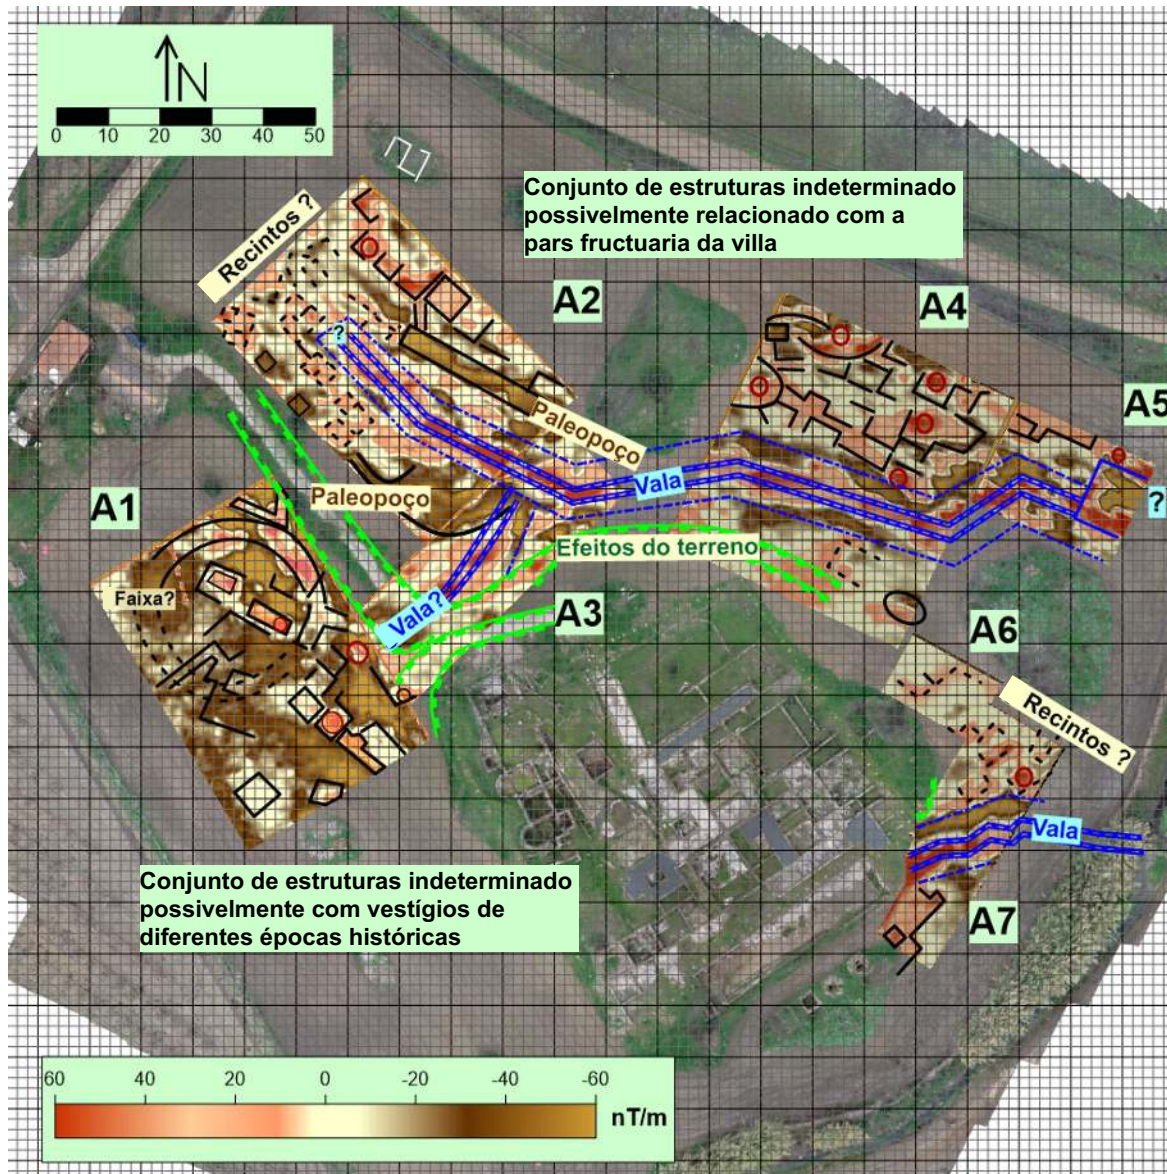 N
0 10 20 30 40 50
Conjunto de estruturas indeterminado
possivelmente relacionado com a
pars fructuaria da villa
Recintos ?
A2
A4
?
A5
Paleopoço
Vala
?
Paleopoço
A1
Efeitos do terreno
Faixa?
Vala?
A3
A6
Recintos ?
Vala
Conjunto de estruturas indeterminado
possivelmente com vestígios de
diferentes épocas históricas
A7
60 40 20 0 -20 -40 -60
nT/m